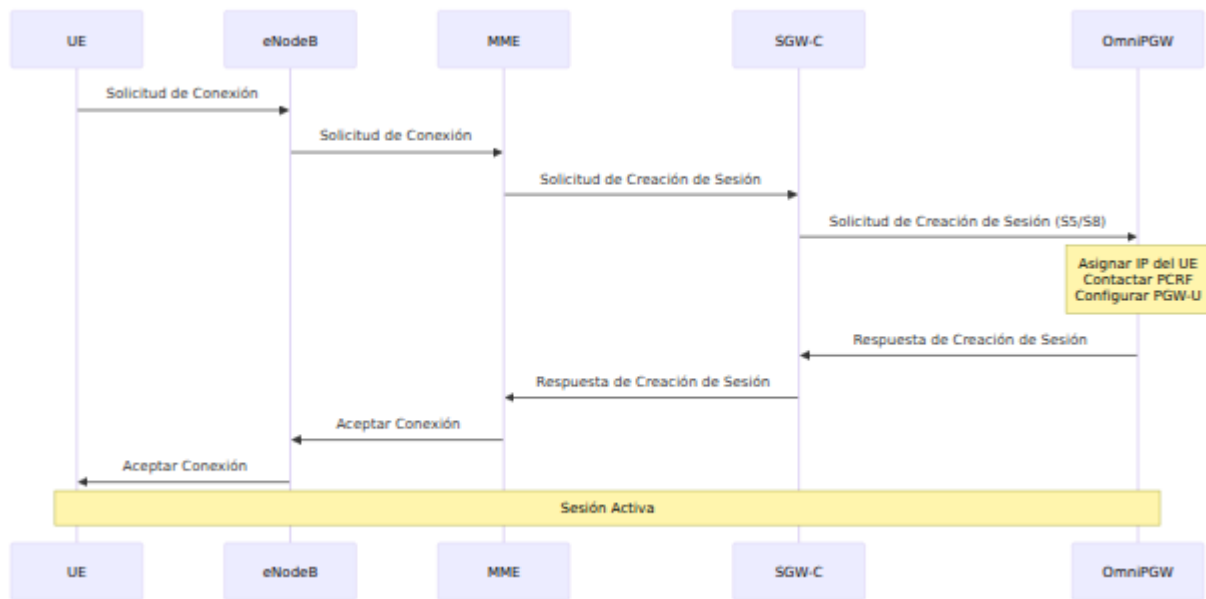 UE
eNodeB
MME
SGW-C
OmniPGW
Solicitud de Conexión
Solicitud de Conexión
Solicitud de Creación de Sesión
Solicitud de Creación de Sesión (S5/S8)
Asignar IP del UE
Contactar PCRF
Configurar PGW-U
Respuesta de Creación de Sesión
Respuesta de Creación de Sesión
Aceptar Conexión
Aceptar Conexión
Sesión Activa
UE
eNodeB
MME
SGW-C
OmniPGW